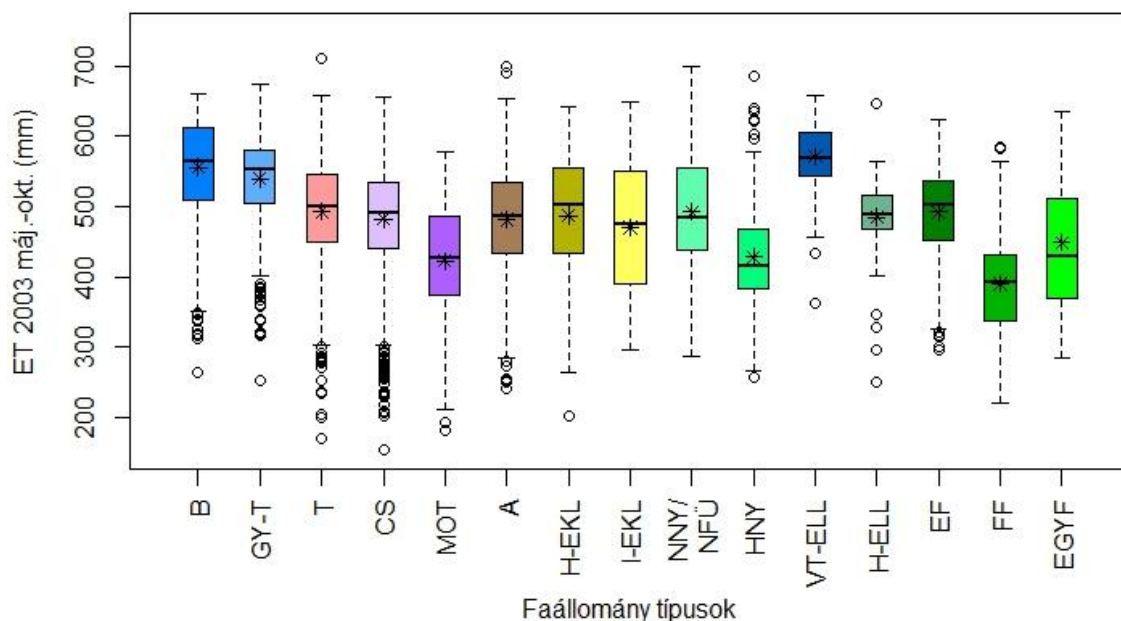 ET 2003 máj.-okt. (mm)
700
600
500
400
300
200
B
GY-T
T
CS
MOT
A
H-EKL
I-EKL
NNY/
NFÜ
HNY
VT-ELL
H-ELL
EF
FF
EGYF
Faállomány típusok